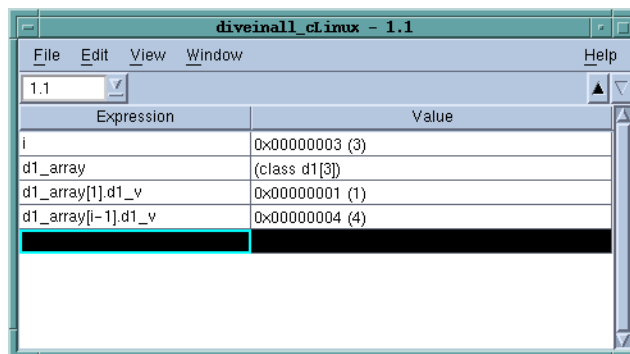 diveinall_cLinux - 1.1
File Edit View Window Help
1.1
Expression Value
i 0x00000003 (3)
d1_array (class d1[3])
d1_array[1].d1_v 0x00000001 (1)
d1_array[i-1].d1_v 0x00000004 (4)